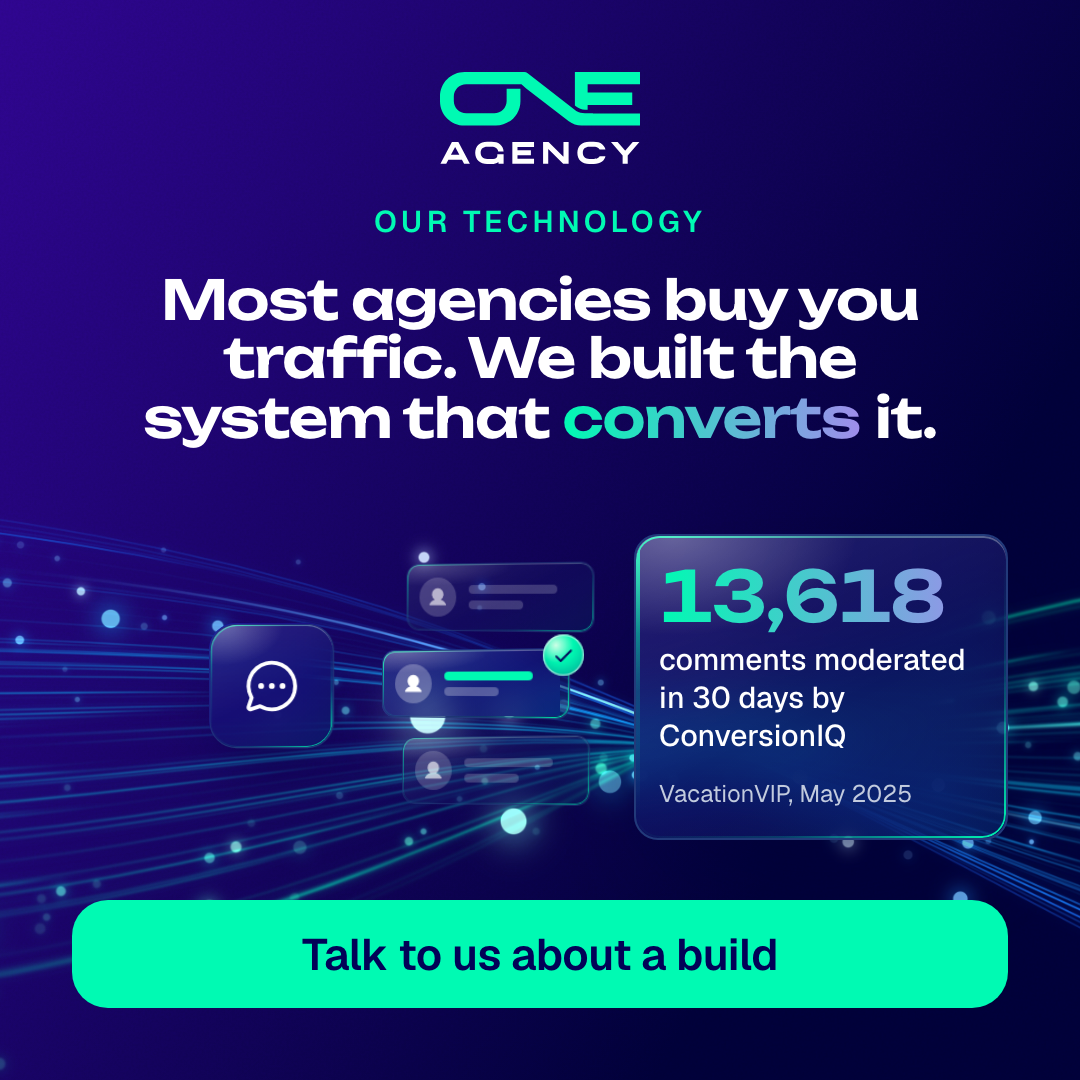 ONE
AGENCY
OUR TECHNOLOGY
Most agencies buy you
traffic. We built the
system that converts it.
13,618
comments moderated
in 30 days by
ConversionIQ
VacationVIP, May 2025
Talk to us about a build